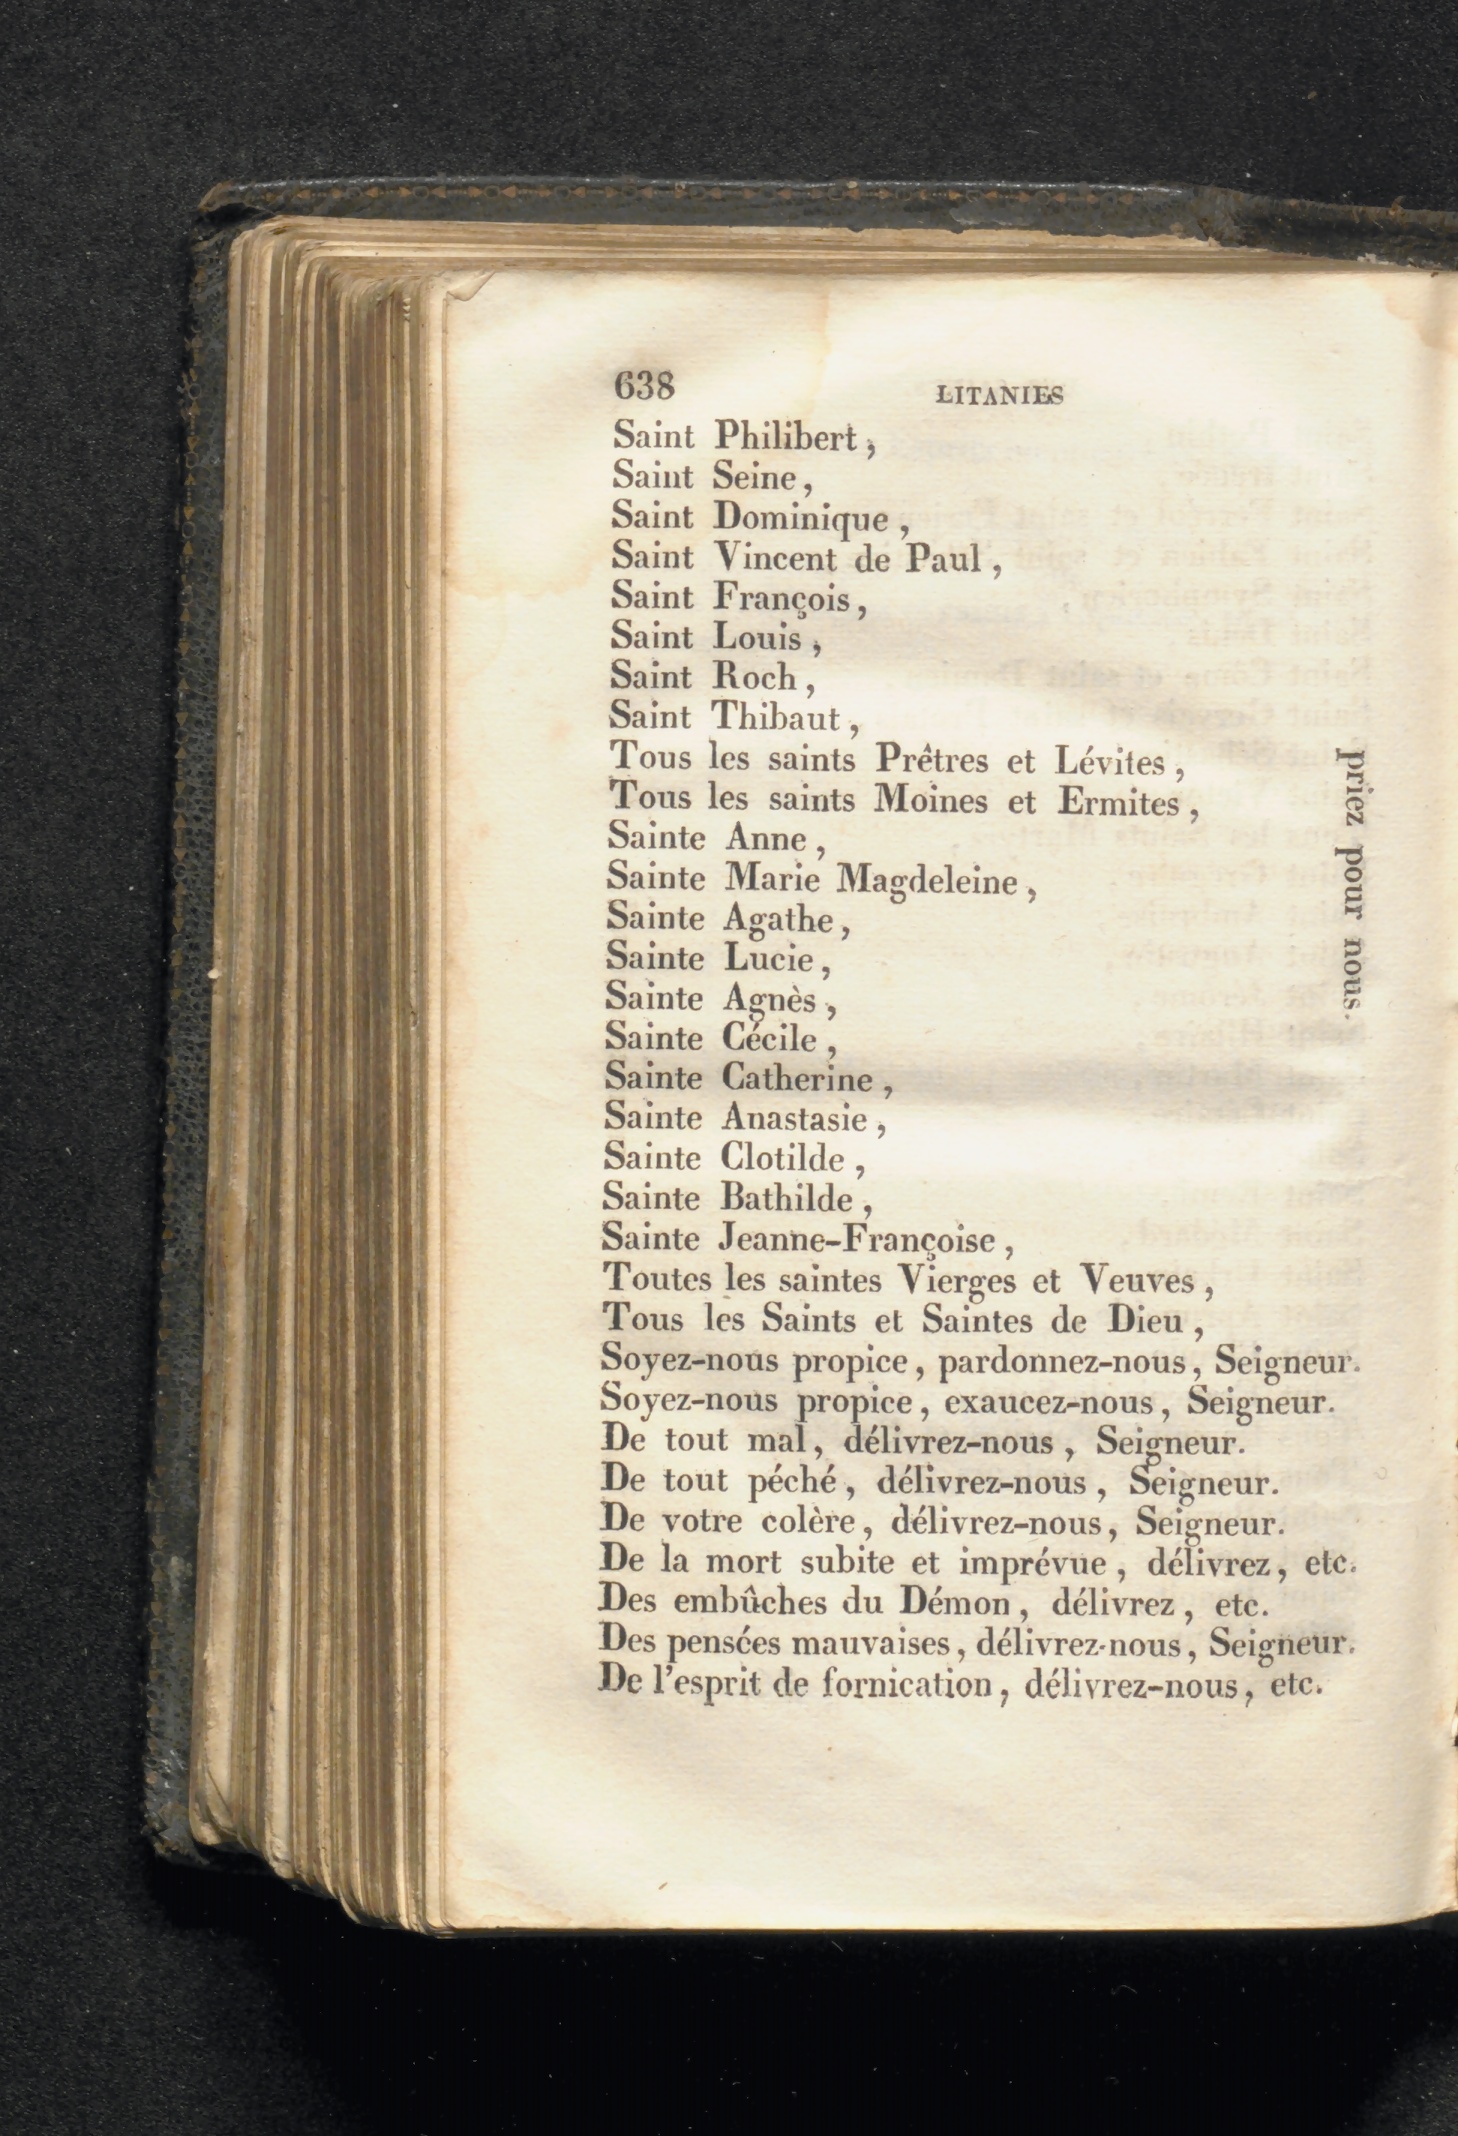 638 LITANIES
Saint Philibert,
Saint Seine,
Saint Dominique,
Saint Vincent de Paul,
Saint François,
Saint Louis,
Saint Roch,
Saint Thibaut,
Tous les saints Prêtres et Lévites,
Tous les saints Moines et Ermites,
Sainte Anne,
Sainte Marie Magdeleine,
Sainte Agathe,
Sainte Lucie,
Sainte Agnès,
Sainte Cécile,
Sainte Catherine,
Sainte Anastasie,
Sainte Clotilde,
Sainte Bathilde,
Sainte Jeanne-Françoise,
Toutes les saintes Vierges et Veuves,
Tous les Saints et Saintes de Dieu,
priez pour nous.
Soyez-nous propice, pardonnez-nous, Seigneur.
Soyez-nous propice, exaucez-nous, Seigneur.
De tout mal, délivrez-nous, Seigneur.
De tout péché, délivrez-nous, Seigneur.
De votre colère, délivrez-nous, Seigneur.
De la mort subite et imprévue, délivrez, etc.
Des embûches du Démon, délivrez, etc.
Des pensées mauvaises, délivrez-nous, Seigneur.
De l'esprit de fornication, délivrez-nous, etc.